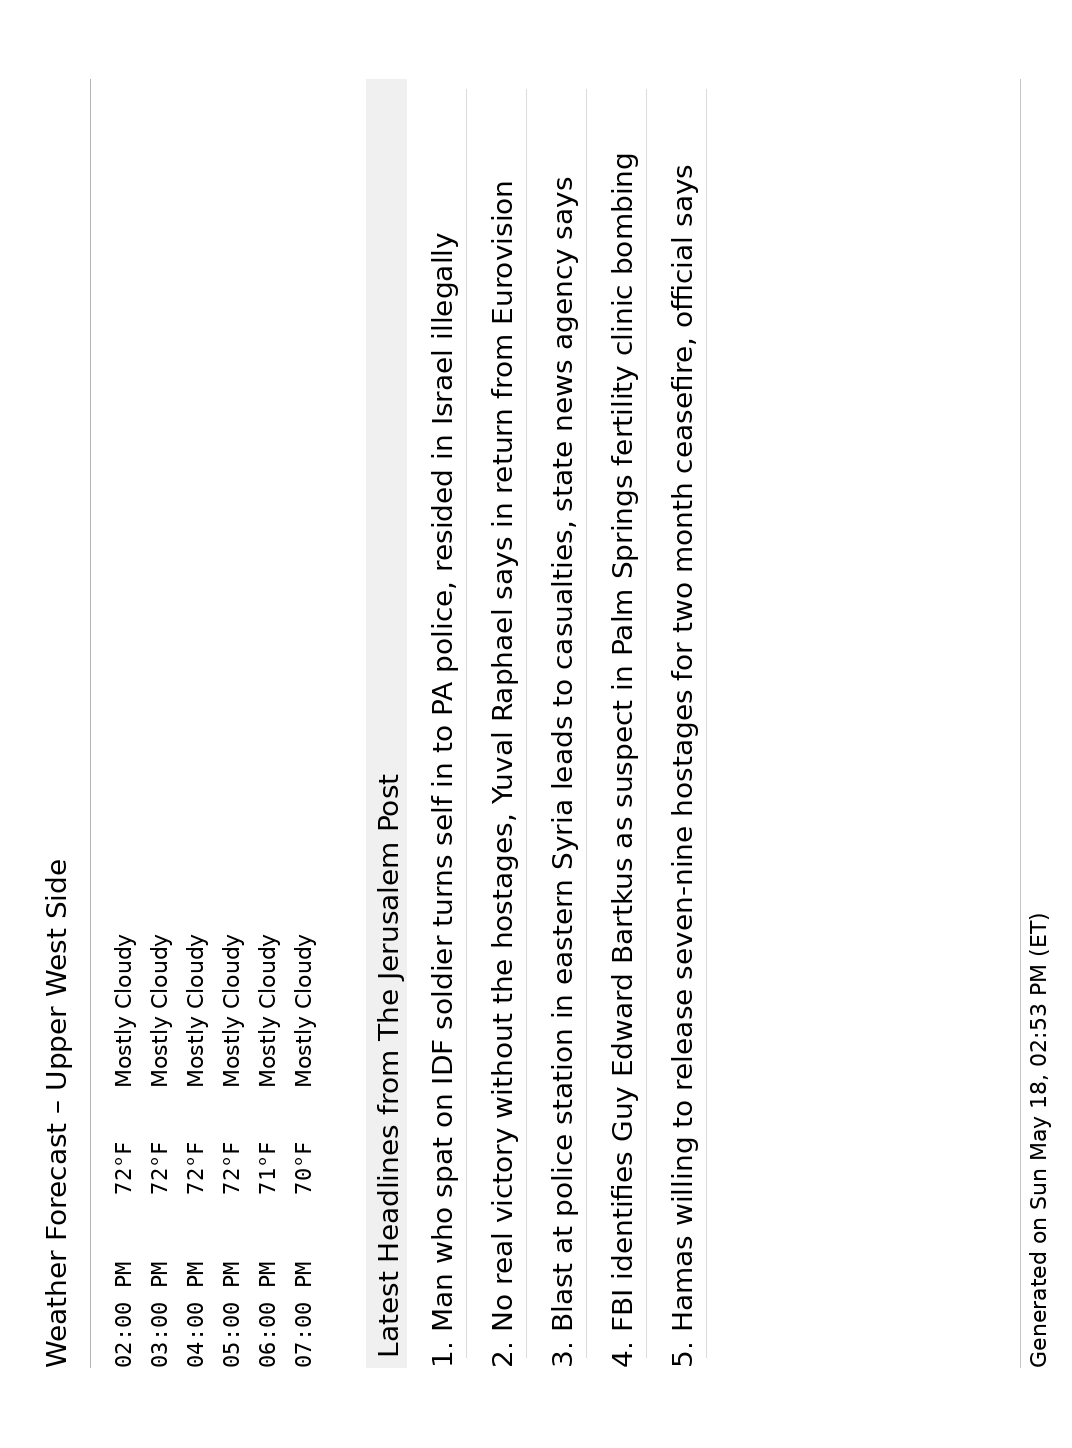 Weather Forecast – Upper West Side
02:00 PM 72°F Mostly Cloudy
03:00 PM 72°F Mostly Cloudy
04:00 PM 72°F Mostly Cloudy
05:00 PM 72°F Mostly Cloudy
06:00 PM 71°F Mostly Cloudy
07:00 PM 70°F Mostly Cloudy
Latest Headlines from The Jerusalem Post
1. Man who spat on IDF soldier turns self in to PA police, resided in Israel illegally
2. No real victory without the hostages, Yuval Raphael says in return from Eurovision
3. Blast at police station in eastern Syria leads to casualties, state news agency says
4. FBI identifies Guy Edward Bartkus as suspect in Palm Springs fertility clinic bombing
5. Hamas willing to release seven-nine hostages for two month ceasefire, official says
Generated on Sun May 18, 02:53 PM (ET)